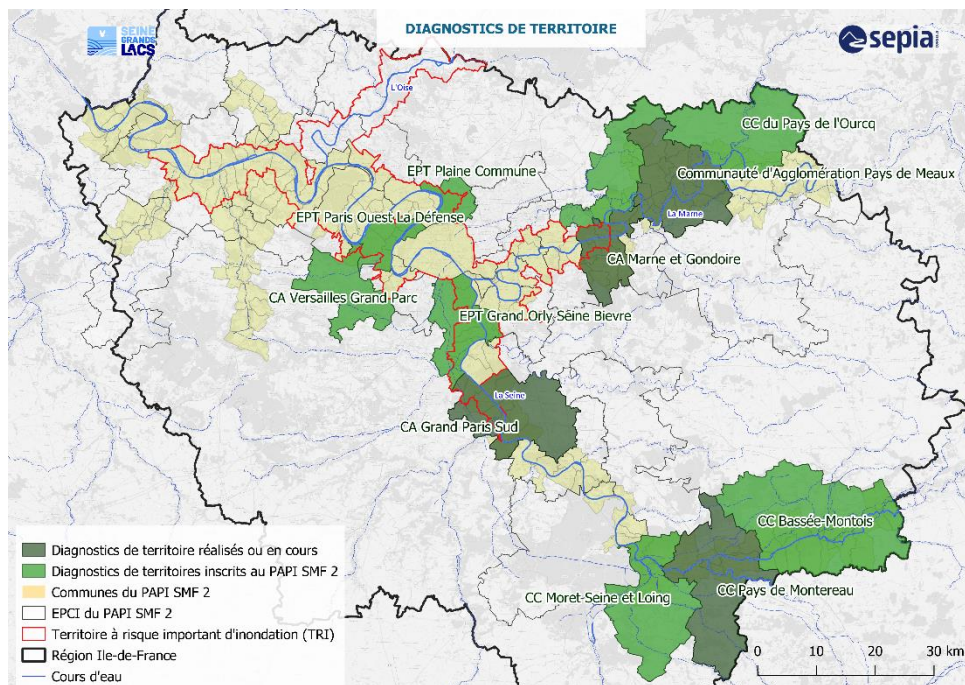 SEINE
GRANDS
LACS
DIAGNOSTICS DE TERRITOIRE
sepia
L'Oise
CC du Pays de l'Ourcq
EPT Plaine Commune
Communauté d'Agglomération Pays de Meaux
EPT Paris Ouest La Défense
La Marne
CA Marne et Gondoire
CA Versailles Grand Parc
EPT Grand Orly-Seine Bievre
La Seine
CA Grand Paris Sud
CC Bassée-Montois
CC Moret-Seine et Loing
CC Pays de Montereau
Diagnostics de territoire réalisés ou en cours
Diagnostics de territoires inscrits au PAPI SMF 2
Communes du PAPI SMF 2
EPCI du PAPI SMF 2
Territoire à risque important d'inondation (TRI)
Région Ile-de-France
Cours d'eau
0 10 20 30 km